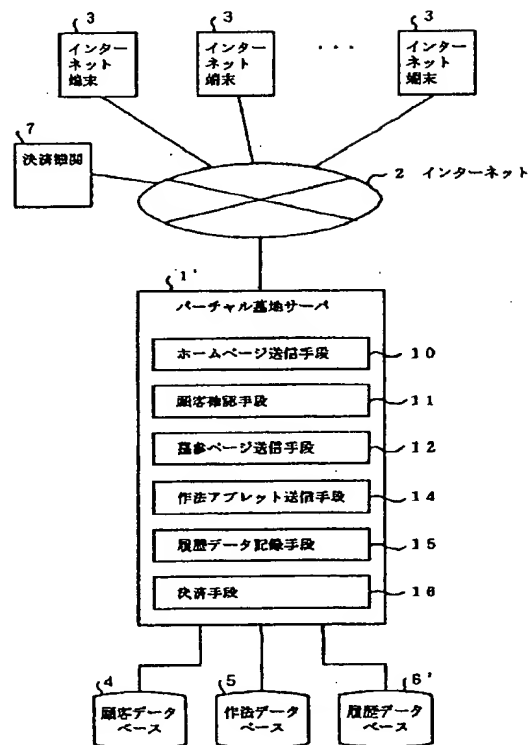 3
3
3
インター
ネット
端末
インター
ネット
端末
・・・
インター
ネット
端末
7
決済機関
2 インターネット
1'
バーチャル墓地サーバ
ホームページ送信手段
10
顧客確認手段
11
墓参ページ送信手段
12
作法アプレット送信手段
14
履歴データ記録手段
15
決済手段
16
4
顧客データ
ベース
5
作法データ
ベース
6'
履歴データ
ベース